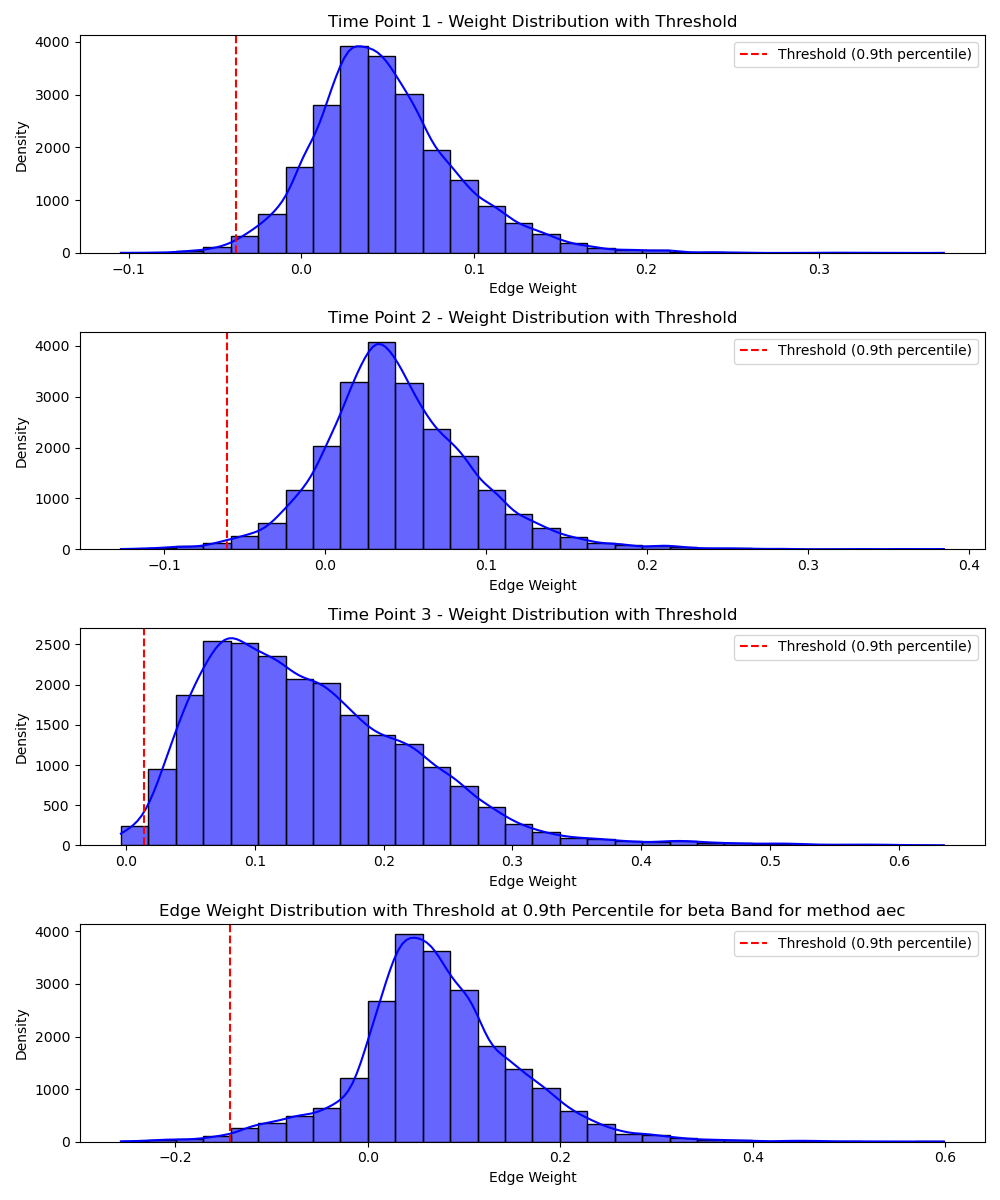 Time Point 1 - Weight Distribution with Threshold
Threshold (0.9th percentile)
Density
4000
3000
2000
1000
0
−0.1 0.0 0.1 0.2 0.3
Edge Weight
Time Point 2 - Weight Distribution with Threshold
Threshold (0.9th percentile)
Density
4000
3000
2000
1000
0
−0.1 0.0 0.1 0.2 0.3 0.4
Edge Weight
Time Point 3 - Weight Distribution with Threshold
Threshold (0.9th percentile)
Density
2500
2000
1500
1000
500
0
0.0 0.1 0.2 0.3 0.4 0.5 0.6
Edge Weight
Edge Weight Distribution with Threshold at 0.9th Percentile for beta Band for method aec
Threshold (0.9th percentile)
Density
4000
3000
2000
1000
0
−0.2 0.0 0.2 0.4 0.6
Edge Weight